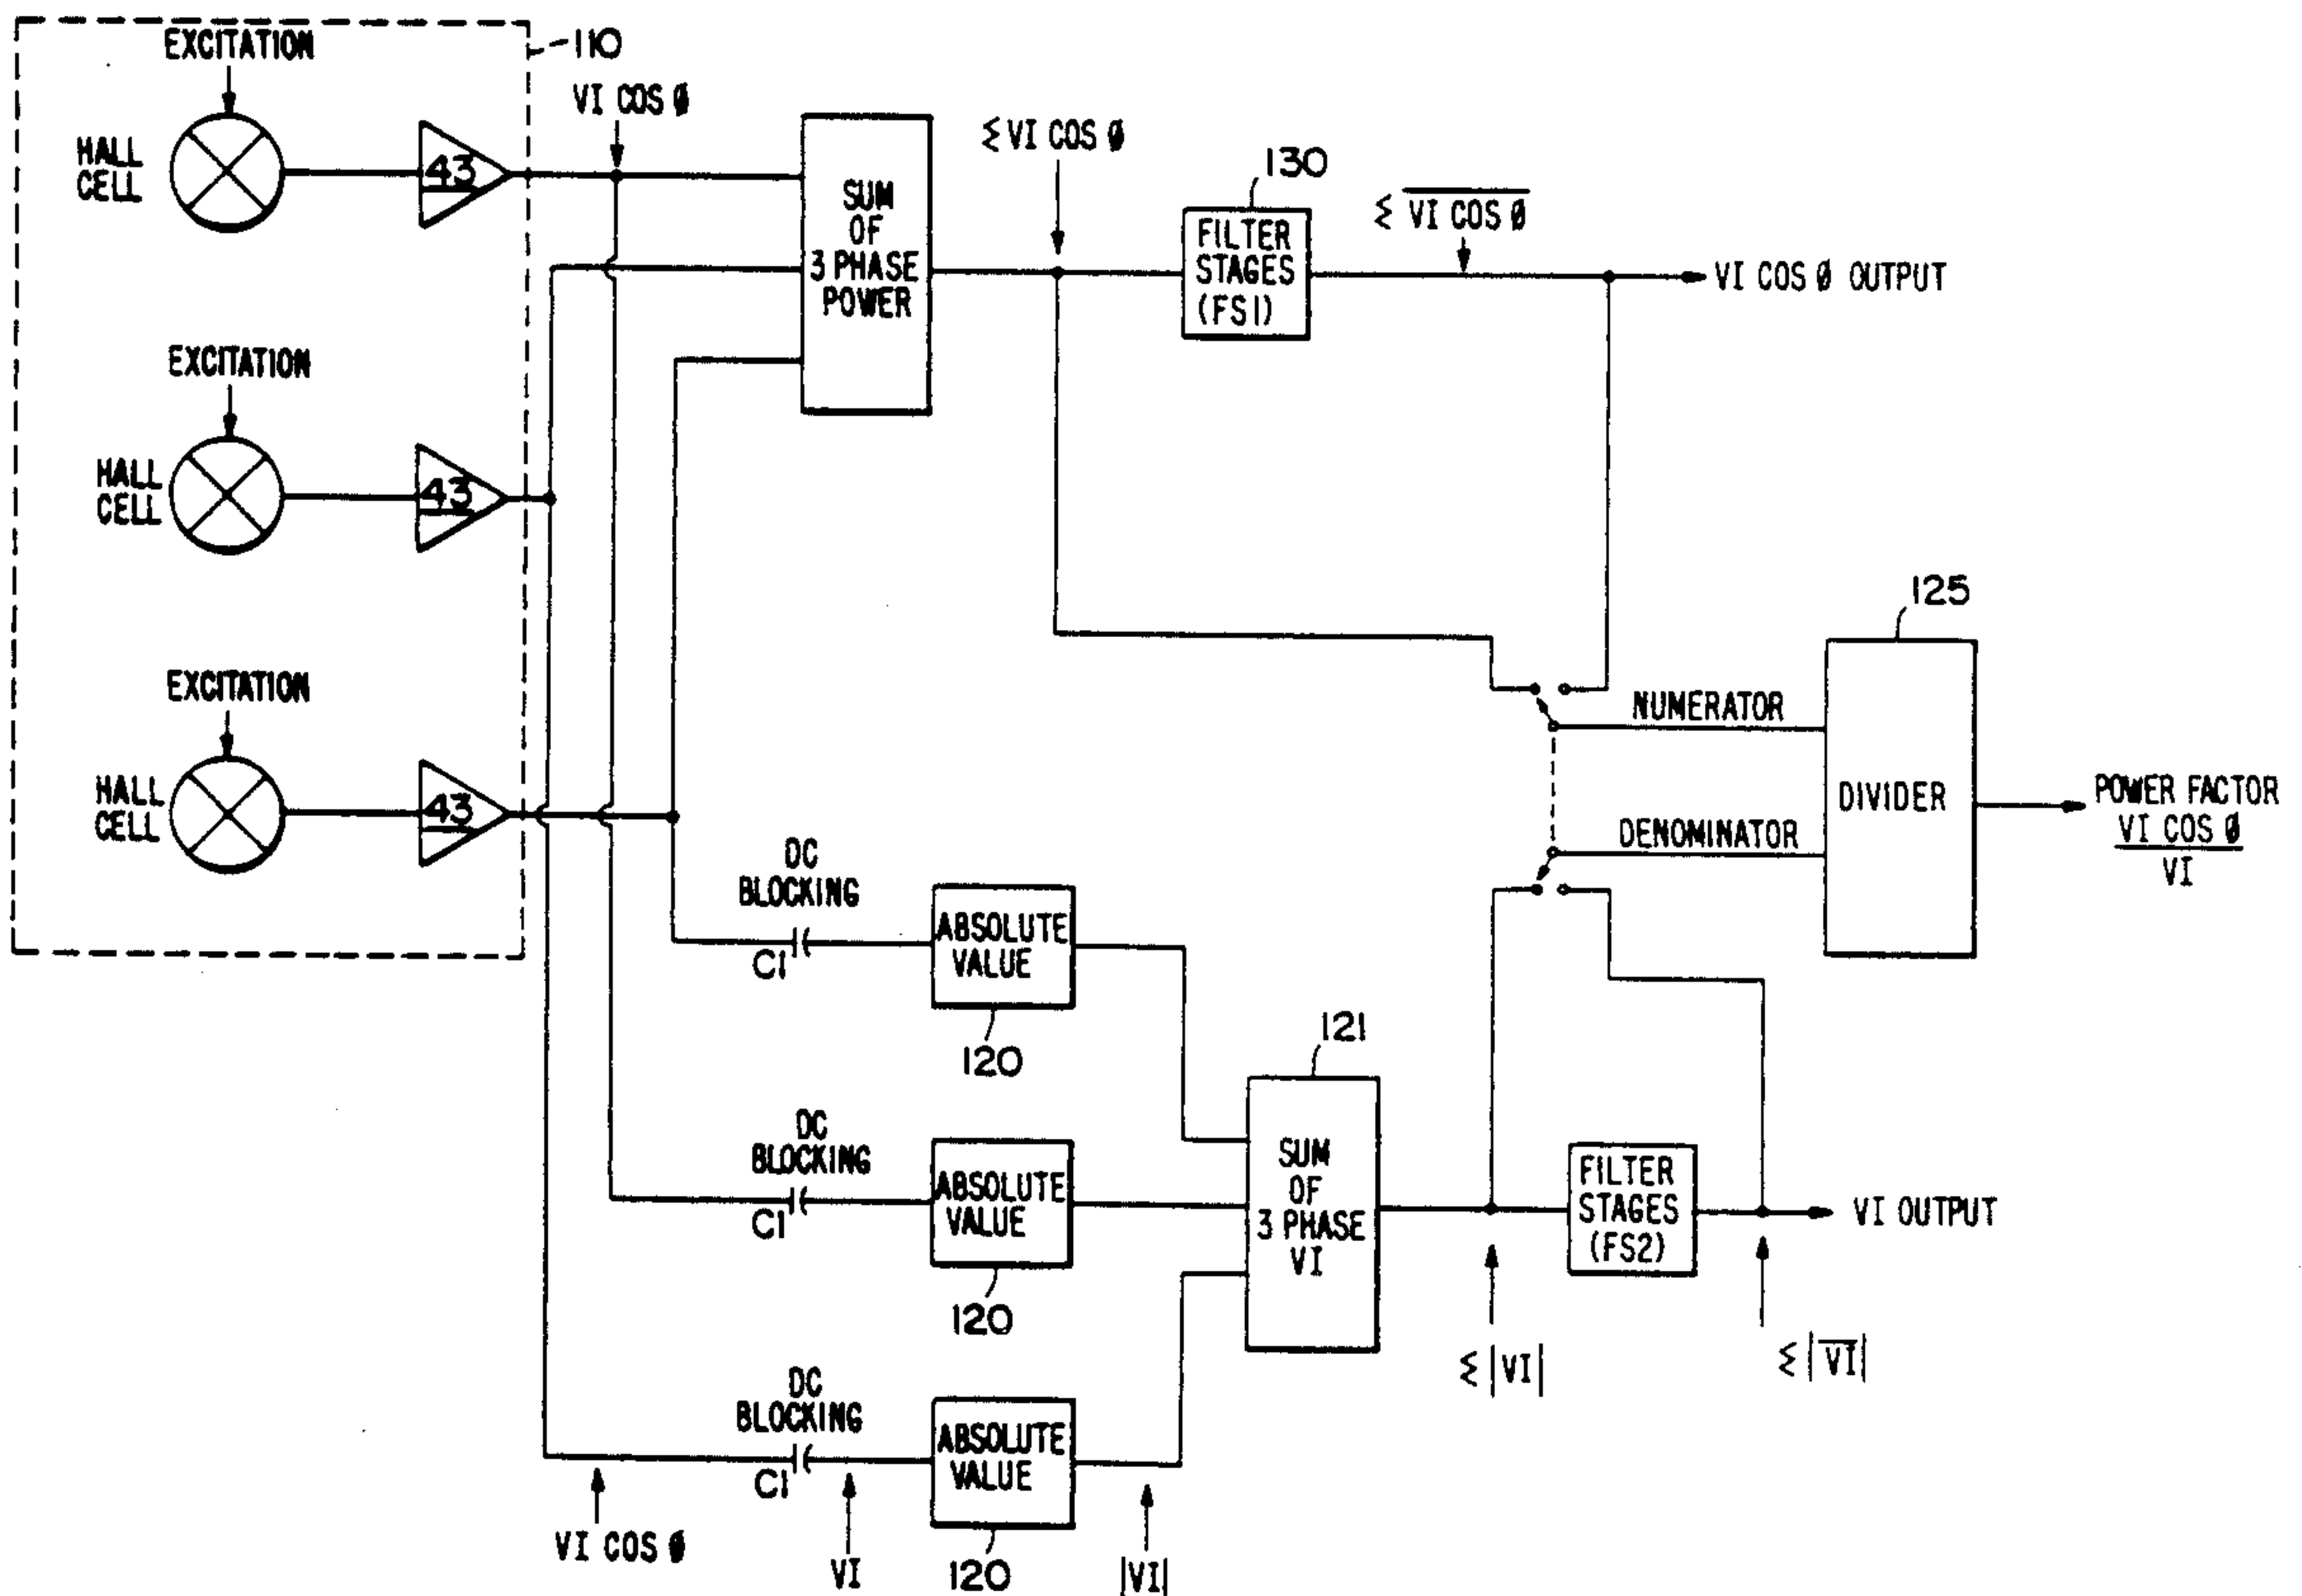 EXCITATION
110
VI COS Ø
HALL
CELL
43
SUM
OF
3 PHASE
POWER
Σ VI COS Ø
130
FILTER
STAGES
(FS1)
Σ VI COS Ø
VI COS Ø OUTPUT
EXCITATION
HALL
CELL
43
EXCITATION
HALL
CELL
43
125
NUMERATOR
DENOMINATOR
DIVIDER
POWER FACTOR
VI COS Ø
VI
DC
BLOCKING
C1
ABSOLUTE
VALUE
120
DC
BLOCKING
C1
ABSOLUTE
VALUE
120
121
SUM
OF
3 PHASE
VI
FILTER
STAGES
(FS2)
VI OUTPUT
Σ |VI|
Σ |VI|
DC
BLOCKING
C1
ABSOLUTE
VALUE
120
VI COS Ø
VI
|VI|